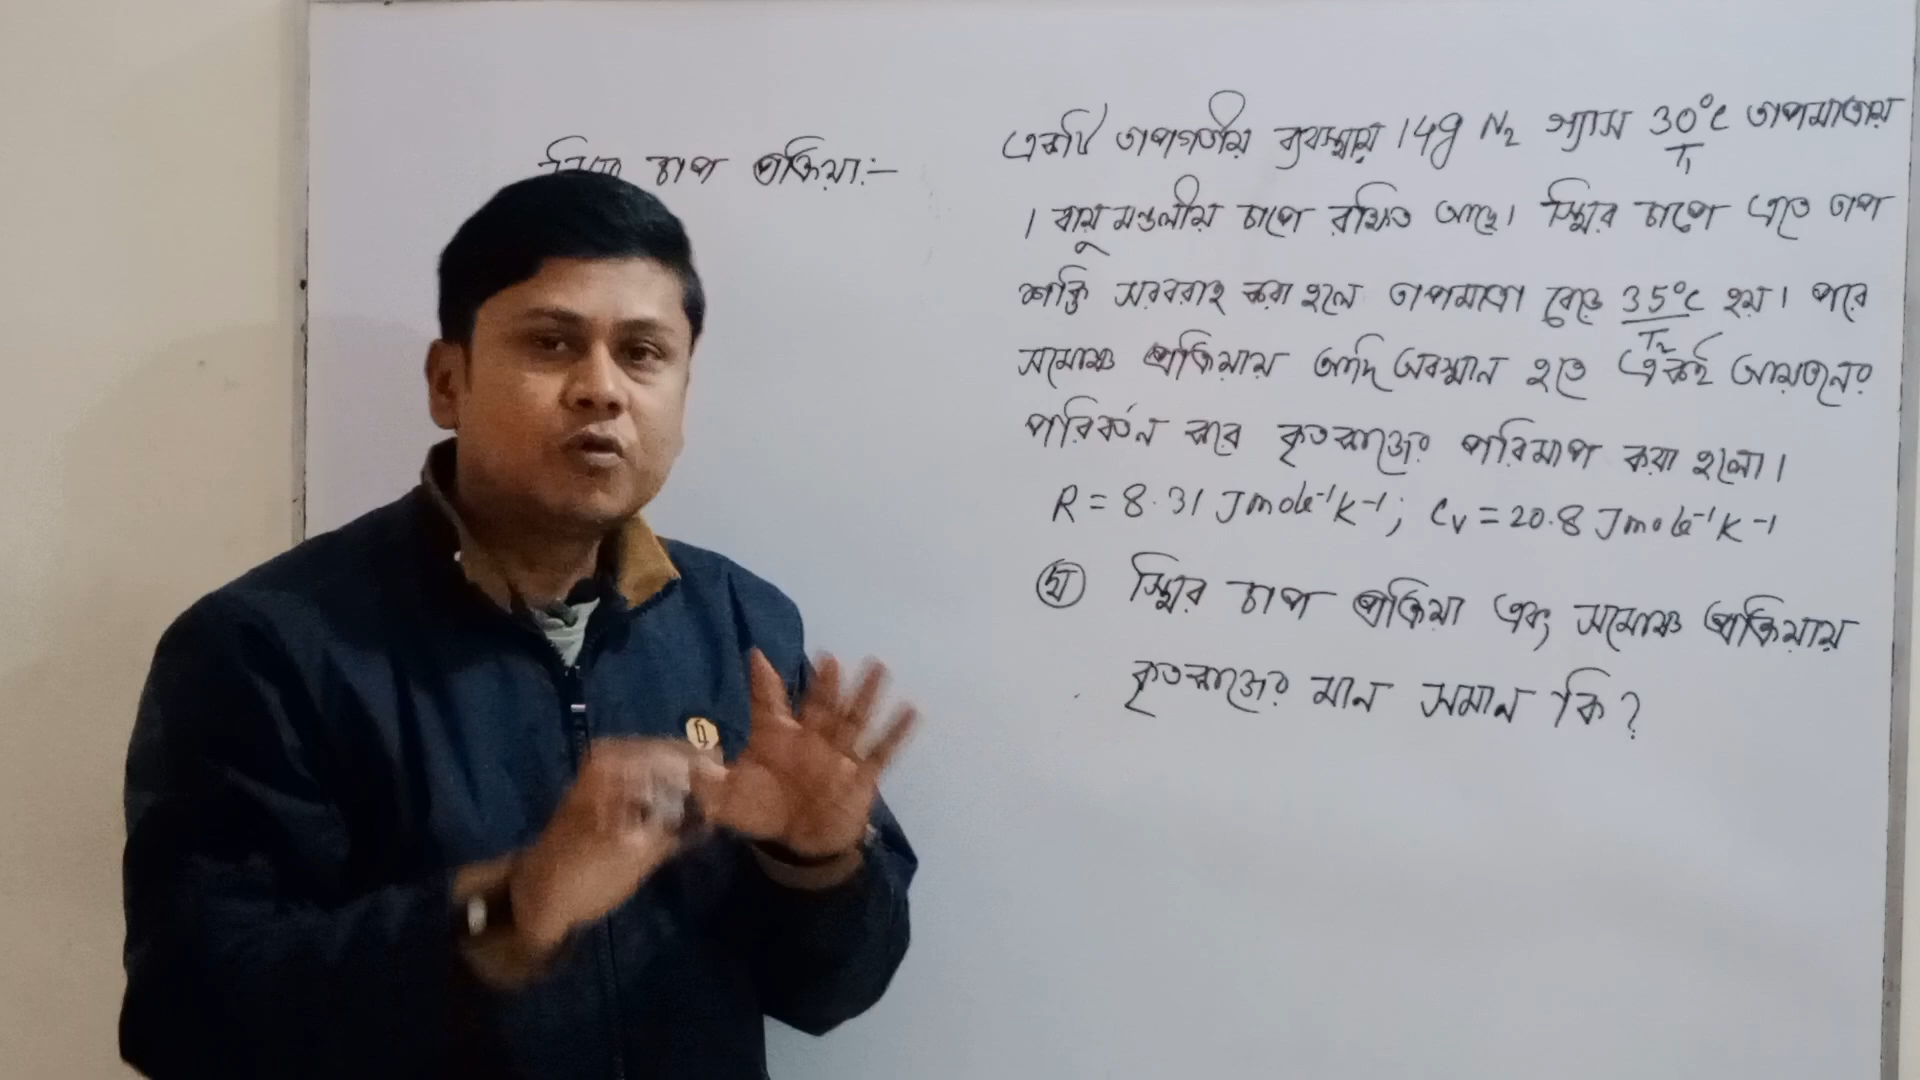 চাপ প্রক্রিয়া:-
একটি তাপগতীয় ব্যবস্থায় 14g N₂ গ্যাস 30°C তাপমাত্রায়
T₁
1 বায়ু মন্ডলীয় চাপে রক্ষিত আছে। স্থির চাপে এতে তাপ
শক্তি সরবরাহ করা হলে তাপমাত্রা বেড়ে 35°C হয়। পরে
T₂
সমোষ্ণ প্রক্রিয়ায় আদি অবস্থান হতে একই আয়তনের
পরিবর্তন করে কৃতকাজের পরিমাপ করা হলো।
R = 8.31 Jmole⁻¹K⁻¹; Cv = 20.8 Jmole⁻¹K⁻¹
ঘ স্থির চাপ প্রক্রিয়া এবং সমোষ্ণ প্রক্রিয়ায়
কৃতকাজের মান সমান কি?